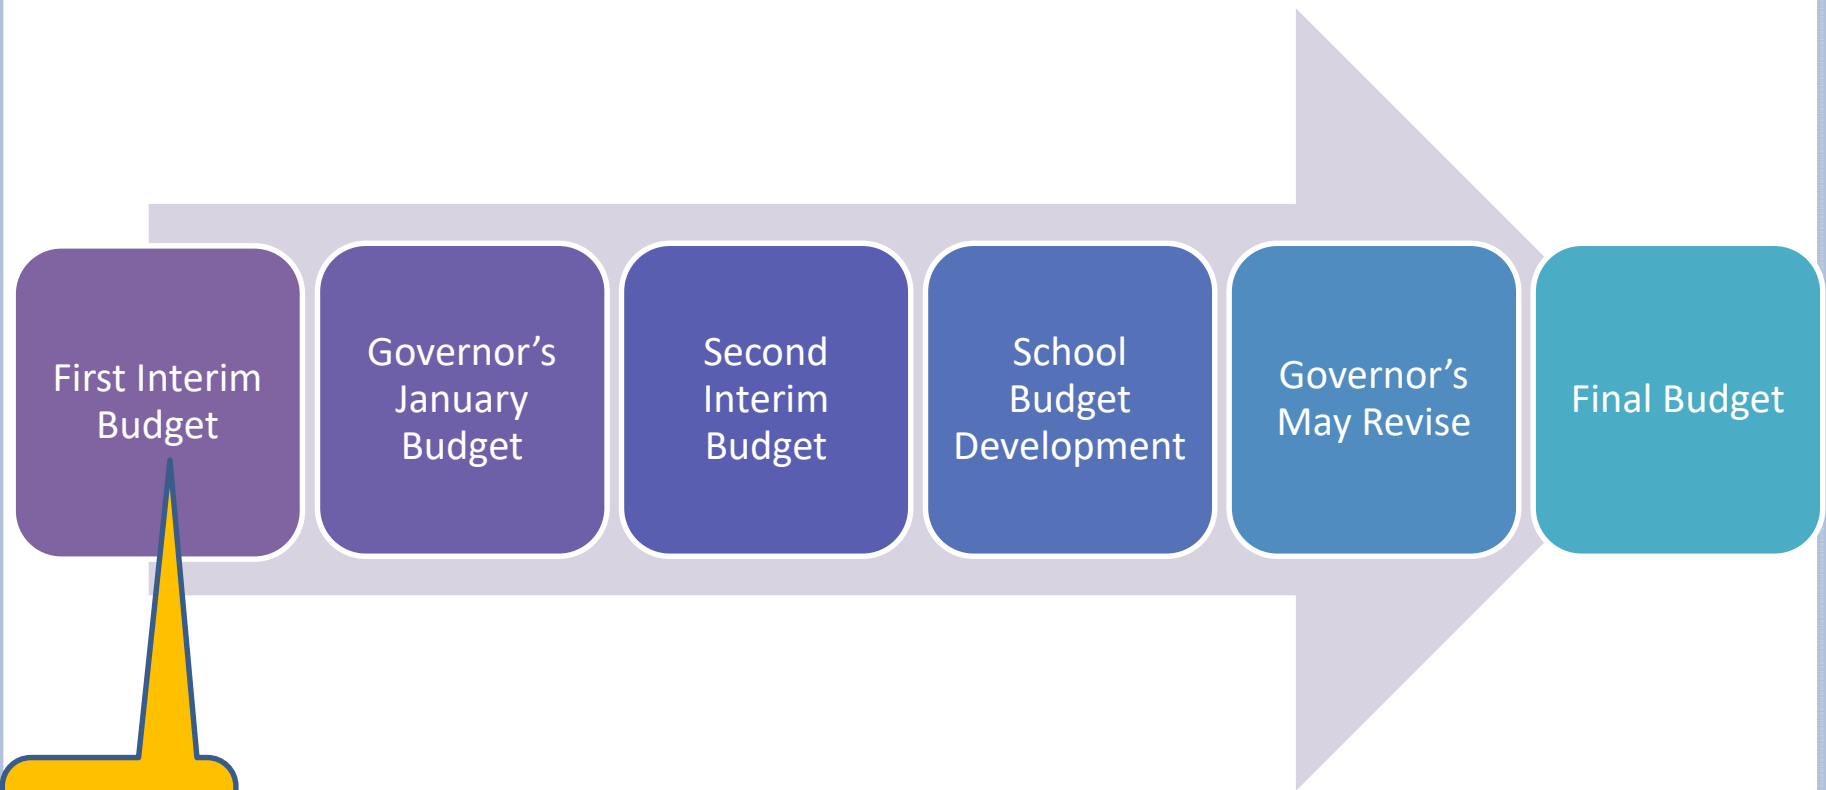 First Interim
Budget
Governor’s
January
Budget
Second
Interim
Budget
School
Budget
Development
Governor’s
May Revise
Final Budget